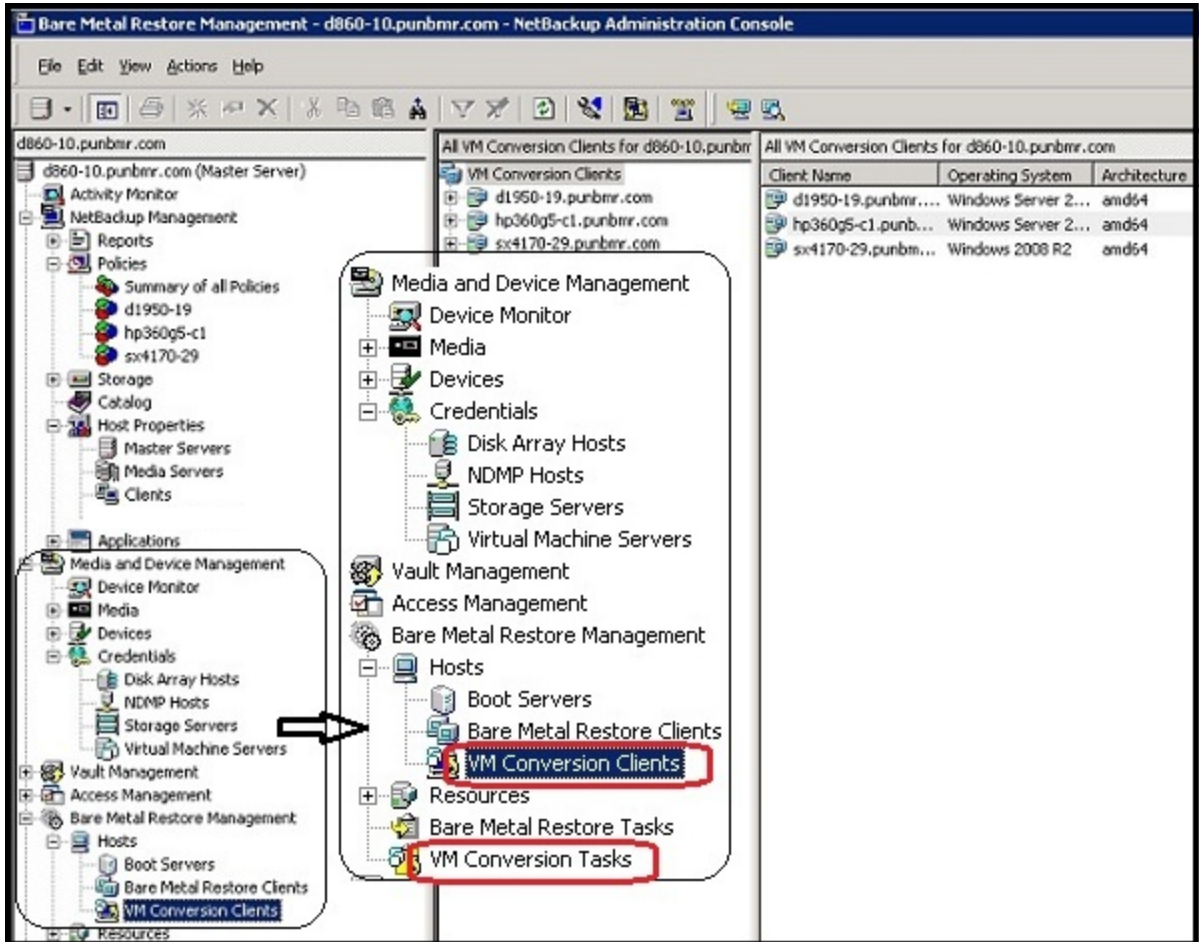 Bare Metal Restore Management - d860-10.punbmr.com - NetBackup Administration Console
File Edit View Actions Help
d860-10.punbmr.com
d860-10.punbmr.com (Master Server)
Activity Monitor
NetBackup Management
Reports
Policies
Summary of all Policies
d1950-19
hp360g5-c1
sx4170-29
Storage
Catalog
Host Properties
Master Servers
Media Servers
Clients
Applications
Media and Device Management
Device Monitor
Media
Devices
Credentials
Disk Array Hosts
NDMP Hosts
Storage Servers
Virtual Machine Servers
Vault Management
Access Management
Bare Metal Restore Management
Hosts
Boot Servers
Bare Metal Restore Clients
VM Conversion Clients
Resources
All VM Conversion Clients for d860-10.punbmr
VM Conversion Clients
d1950-19.punbmr.com
hp360g5-c1.punbmr.com
sx4170-29.punbmr.com
Media and Device Management
Device Monitor
Media
Devices
Credentials
Disk Array Hosts
NDMP Hosts
Storage Servers
Virtual Machine Servers
Vault Management
Access Management
Bare Metal Restore Management
Hosts
Boot Servers
Bare Metal Restore Clients
VM Conversion Clients
Resources
Bare Metal Restore Tasks
VM Conversion Tasks
All VM Conversion Clients for d860-10.punbmr.com
Client Name Operating System Architecture
d1950-19.punbmr.... Windows Server 2... amd64
hp360g5-c1.punb... Windows Server 2... amd64
sx4170-29.punbm... Windows 2008 R2 amd64